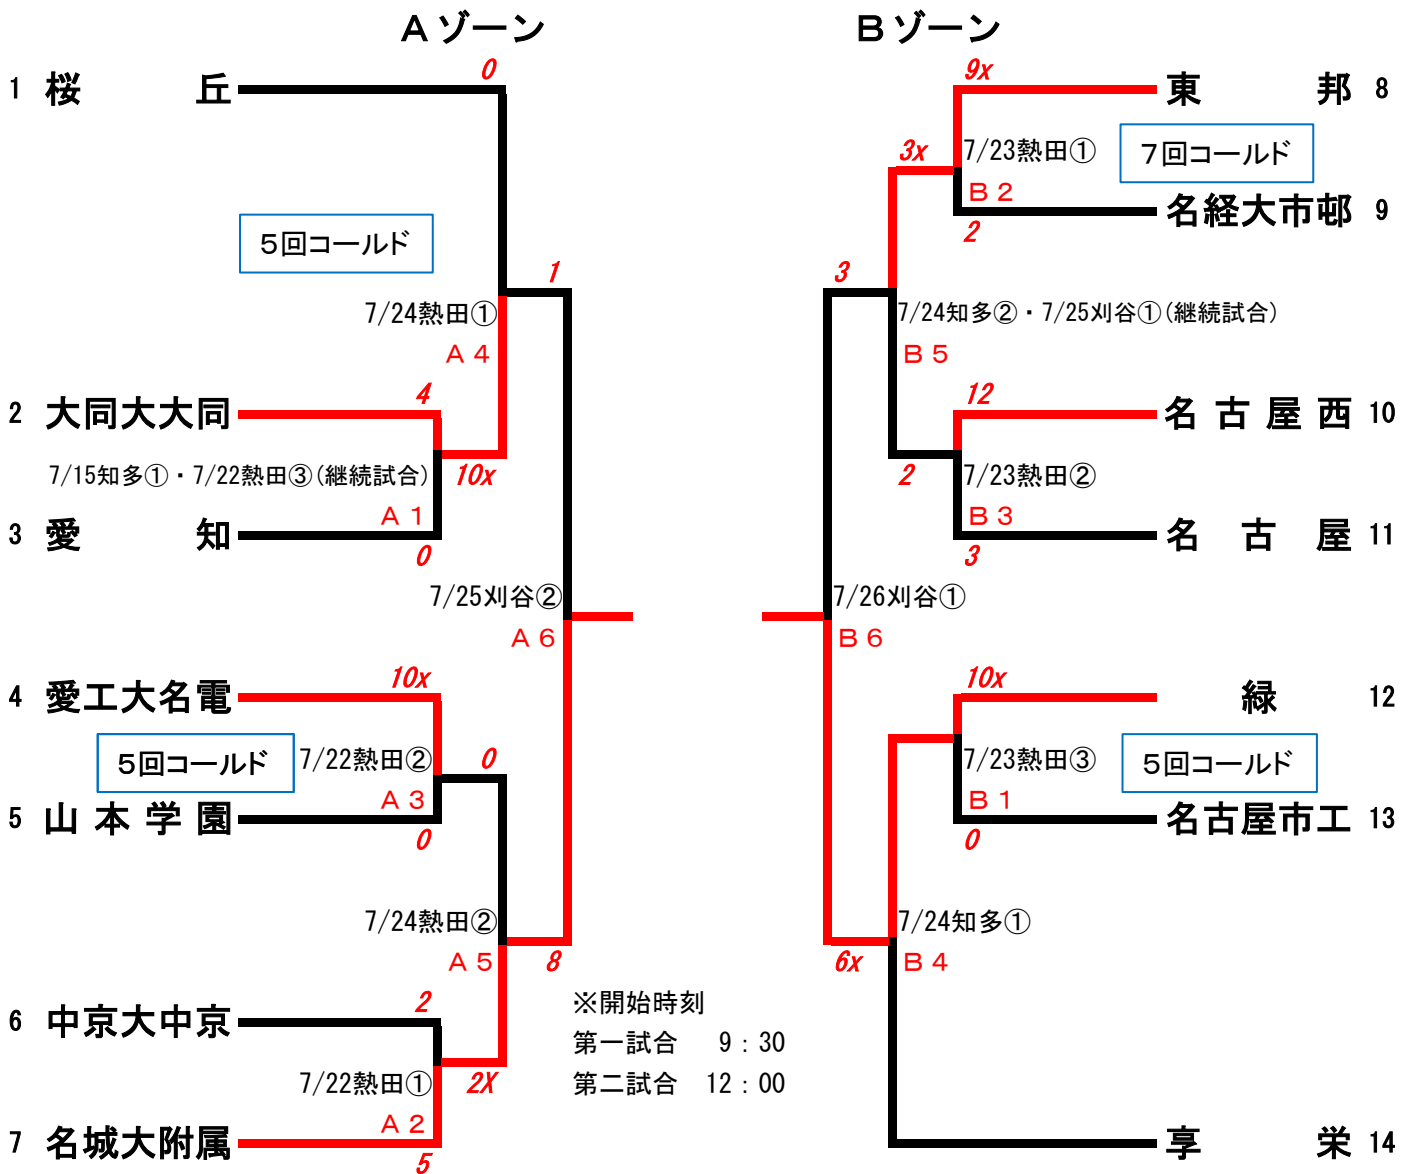 Aゾーン
Bゾーン
1 桜 丘
0
9x
東 邦 8
7/23熱田①
7回コールド
3x
B2
名経大市邨 9
2
5回コールド
1
3
7/24熱田①
7/24知多②・7/25刈谷①(継続試合)
A4
B5
4
12
2 大同大大同
名古屋西 10
7/15知多①・7/22熱田③(継続試合)
10x
2
7/23熱田②
A1
B3
3 愛 知
名 古 屋 11
0
3
7/25刈谷②
7/26刈谷①
A6
B6
10x
10x
4 愛工大名電
緑 12
5回コールド
7/22熱田②
0
7/23熱田③
5回コールド
A3
B1
5 山本学園
名古屋市工 13
0
0
7/24熱田②
7/24知多①
A5
8
6x
B4
2
※開始時刻
6 中京大中京
第一試合 9:30
7/22熱田①
2X
第二試合 12:00
A2
7 名城大附属
享 栄 14
5